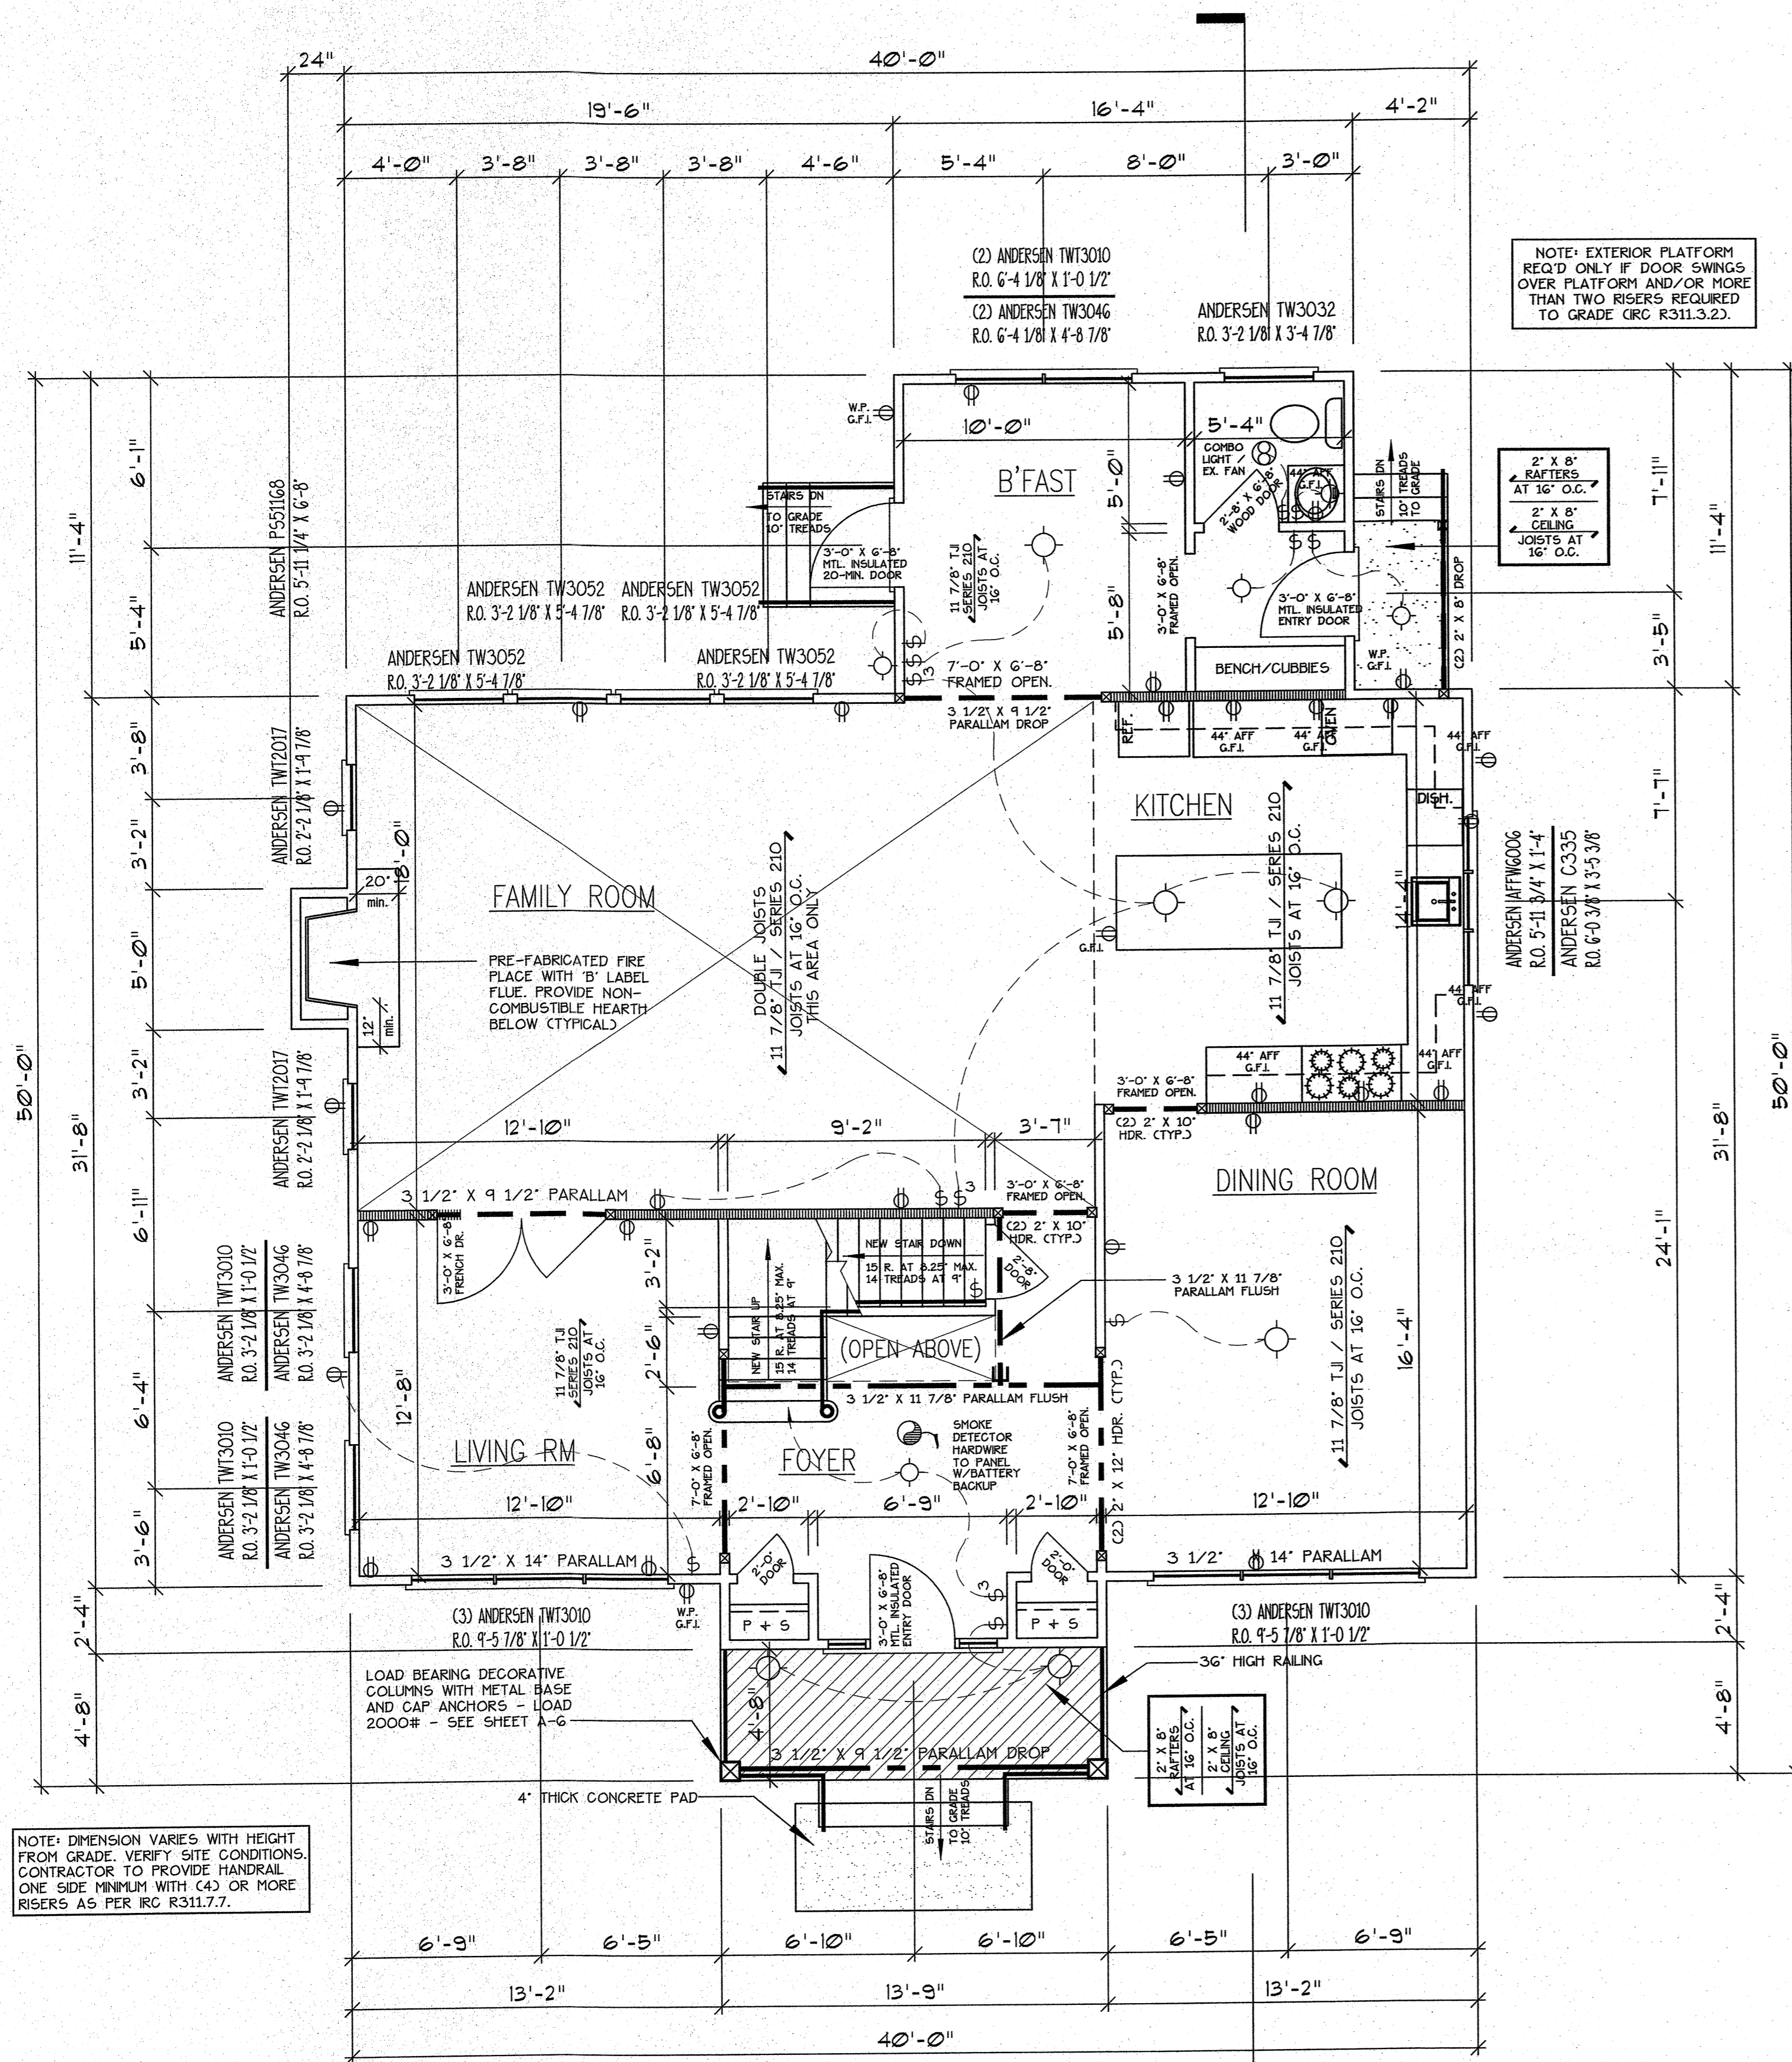 24"
40'-0"
19'-6"
16'-4"
4'-2"
4'-0"
3'-8"
3'-8"
3'-8"
4'-6"
5'-4"
8'-0"
3'-0"
(2) ANDERSEN TWT3010
R.O. 6'-4 1/8" X 1'-0 1/2"
(2) ANDERSEN TW3046
R.O. 6'-4 1/8" X 4'-8 7/8"
ANDERSEN TW3032
R.O. 3'-2 1/8" X 3'-4 7/8"
NOTE: EXTERIOR PLATFORM
REQ'D ONLY IF DOOR SWINGS
OVER PLATFORM AND/OR MORE
THAN TWO RISERS REQUIRED
TO GRADE (IRC R311.3.2).
50'-0"
11'-4"
31'-8"
2'-4"
4'-8"
6'-1"
5'-4"
3'-8"
3'-2"
5'-0"
3'-2"
6'-11"
6'-4"
3'-6"
ANDERSEN PS51168
R.O. 5'-11 1/4" X 6'-8"
ANDERSEN TWT2017
R.O. 2'-2 1/8" X 1'-9 7/8"
ANDERSEN TWT2017
R.O. 2'-2 1/8" X 1'-9 7/8"
ANDERSEN TWT3010
R.O. 3'-2 1/8" X 1'-0 1/2"
ANDERSEN TW3046
R.O. 3'-2 1/8" X 4'-8 7/8"
ANDERSEN TWT3010
R.O. 3'-2 1/8" X 1'-0 1/2"
ANDERSEN TW3046
R.O. 3'-2 1/8" X 4'-8 7/8"
ANDERSEN TW3052
R.O. 3'-2 1/8" X 5'-4 7/8"
ANDERSEN TW3052
R.O. 3'-2 1/8" X 5'-4 7/8"
ANDERSEN TW3052
R.O. 3'-2 1/8" X 5'-4 7/8"
ANDERSEN TW3052
R.O. 3'-2 1/8" X 5'-4 7/8"
W.P.
G.F.I.
STAIRS DN
TO GRADE
10" TREADS
3'-0" X 6'-8"
MTL. INSULATED
20-MIN. DOOR
10'-0"
B'FAST
11 7/8" TJI
SERIES 210
JOISTS AT
16" O.C.
5'-0"
5'-8"
5'-4"
COMBO
LIGHT /
EX. FAN
2'-8" X 6'-8"
WOOD DOOR
44" AFF
G.F.I.
$ $
$ $
3'-0" X 6'-8"
FRAMED OPEN.
3'-0" X 6'-8"
MTL. INSULATED
ENTRY DOOR
BENCH/CUBBIES
STAIRS DN
10" TREADS
TO GRADE
W.P.
G.F.I.
(2) 2" X 8" DROP
2" X 8"
RAFTERS
AT 16" O.C.
2" X 8"
CEILING
JOISTS AT
16" O.C.
7'-11"
3'-5"
7'-7"
24'-1"
11'-4"
31'-8"
2'-4"
4'-8"
50'-0"
$ $ $ 3
7'-0" X 6'-8"
FRAMED OPEN.
3 1/2" X 9 1/2"
PARALLAM DROP
REF.
44" AFF
G.F.I.
44" AFF
G.F.I.
OVEN
44" AFF
G.F.I.
KITCHEN
DISH.
11 7/8" TJI / SERIES 210
JOISTS AT 16" O.C.
14'-4"
G.F.I.
44" AFF
G.F.I.
ANDERSEN AFFW6006
R.O. 5'-11 3/4" X 1'-4"
ANDERSEN C335
R.O. 6'-0 3/8" X 3'-5 3/8"
18'-0"
20"
min.
12"
min.
FAMILY ROOM
PRE-FABRICATED FIRE
PLACE WITH 'B' LABEL
FLUE. PROVIDE NON-
COMBUSTIBLE HEARTH
BELOW (TYPICAL)
DOUBLE JOISTS
11 7/8" TJI / SERIES 210
JOISTS AT 16" O.C.
THIS AREA ONLY
44" AFF
G.F.I.
44" AFF
G.F.I.
3'-0" X 6'-8"
FRAMED OPEN.
(2) 2" X 10"
HDR. (TYP.)
12'-10"
9'-2"
3'-7"
3 1/2" X 9 1/2" PARALLAM
$ $ 3
3'-0" X 6'-8"
FRAMED OPEN.
(2) 2" X 10"
HDR. (TYP.)
DINING ROOM
11 7/8" TJI / SERIES 210
JOISTS AT 16" O.C.
16'-4"
3'-0" X 6'-8"
FRENCH DR.
3'-2"
2'-6"
6'-8"
NEW STAIR DOWN
15 R. AT 8.25" MAX.
14 TREADS AT 9"
$
2'-8"
DOOR
NEW STAIR UP
15 R. AT 8.25" MAX.
14 TREADS AT 9"
(OPEN ABOVE)
3 1/2" X 11 7/8"
PARALLAM FLUSH
$
11 7/8" TJI
SERIES 210
JOISTS AT
16" O.C.
12'-8"
LIVING RM
3 1/2" X 11 7/8" PARALLAM FLUSH
7'-0" X 6'-8"
FRAMED OPEN.
FOYER
SMOKE
DETECTOR
HARDWIRE
TO PANEL
W/BATTERY
BACKUP
7'-0" X 6'-8"
FRAMED OPEN.
(2) 2" X 12" HDR. (TYP.)
12'-10"
2'-10"
6'-9"
2'-10"
12'-10"
3 1/2" X 14" PARALLAM
$
2'-0"
DOOR
3'-0" X 6'-8"
MTL. INSULATED
ENTRY DOOR
$ 3
$
2'-0"
DOOR
3 1/2" X 14" PARALLAM
P + S
P + S
(3) ANDERSEN TWT3010
R.O. 9'-5 7/8" X 1'-0 1/2"
W.P.
G.F.I.
(3) ANDERSEN TWT3010
R.O. 9'-5 7/8" X 1'-0 1/2"
LOAD BEARING DECORATIVE
COLUMNS WITH METAL BASE
AND CAP ANCHORS - LOAD
2000# - SEE SHEET A-6
4'-8"
36" HIGH RAILING
3 1/2" X 9 1/2" PARALLAM DROP
2" X 8"
RAFTERS
AT 16" O.C.
2" X 8"
CEILING
JOISTS AT
16" O.C.
4" THICK CONCRETE PAD
STAIRS DN
TO GRADE
10" TREADS
NOTE: DIMENSION VARIES WITH HEIGHT
FROM GRADE. VERIFY SITE CONDITIONS.
CONTRACTOR TO PROVIDE HANDRAIL
ONE SIDE MINIMUM WITH (4) OR MORE
RISERS AS PER IRC R311.7.7.
6'-9"
6'-5"
6'-10"
6'-10"
6'-5"
6'-9"
13'-2"
13'-9"
13'-2"
40'-0"